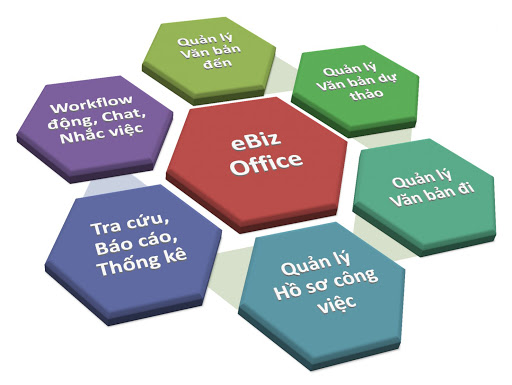 Quản lý
Văn bản
đến
Quản lý
Văn bản dự
thảo
Workflow
động, Chat,
Nhắc việc
eBiz
Office
Quản lý
Văn bản đi
Tra cứu,
Báo cáo,
Thống kê
Quản lý
Hồ sơ công
việc